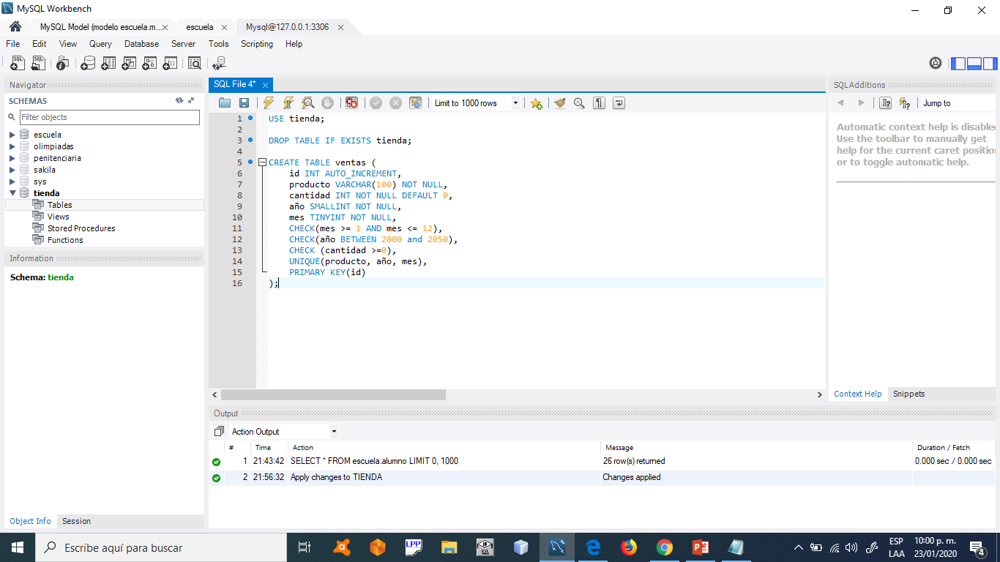 MySQL Workbench
MySQL Model (modelo escuela.m...
escuela
Mysql@127.0.0.1:3306
File Edit View Query Database Server Tools Scripting Help
Navigator
SCHEMAS
Filter objects
escuela
olimpiadas
penitenciaria
sakila
sys
tienda
Tables
Views
Stored Procedures
Functions
Information
Schema: tienda
Object Info Session
SQL File 4*
Limit to 1000 rows
1 USE tienda;
2
3 DROP TABLE IF EXISTS tienda;
4
5 CREATE TABLE ventas (
6 id INT AUTO_INCREMENT,
7 producto VARCHAR(100) NOT NULL,
8 cantidad INT NOT NULL DEFAULT 0,
9 año SMALLINT NOT NULL,
10 mes TINYINT NOT NULL,
11 CHECK(mes >= 1 AND mes <= 12),
12 CHECK(año BETWEEN 2000 and 2050),
13 CHECK (cantidad >=0),
14 UNIQUE(producto, año, mes),
15 PRIMARY KEY(id)
16 );
SQLAdditions
Jump to
Automatic context help is disabled
Use the toolbar to manually get
help for the current caret position
or to toggle automatic help.
Context Help Snippets
Output
Action Output
# Time Action Message Duration / Fetch
1 21:43:42 SELECT * FROM escuela.alumno LIMIT 0, 1000 26 row(s) returned 0.000 sec / 0.000 sec
2 21:56:32 Apply changes to TIENDA Changes applied
Escribe aquí para buscar
LPP
ESP
LAA
10:00 p. m.
23/01/2020
4